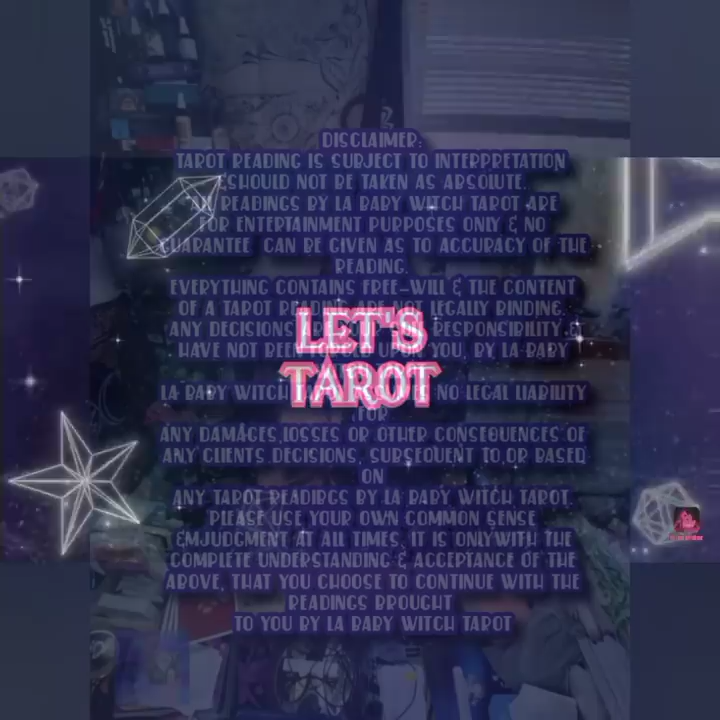 DISCLAIMER:
TAROT READING IS SUBJECT TO INTERPRETATION
SHOULD NOT BE TAKEN AS ABSOLUTE.
READINGS BY LA BABY WITCH TAROT ARE
FOR ENTERTAINMENT PURPOSES ONLY & NO
GUARANTEE CAN BE GIVEN AS TO ACCURACY OF THE
READING.
EVERYTHING CONTAINS FREE-WILL & THE CONTENT
OF A TAROT NOT LEGALLY BINDING.
ANY DECISIONS RESPONSIBILITY &
HAVE NOT YOU, BY LA BABY
LET'S
TAROT
LA BABY WITCH NO LEGAL LIABILITY
FOR
ANY DAMAGES,LOSSES OR OTHER CONSEQUENCES OF
ANY CLIENTS DECISIONS, SUBSEQUENT TO,OR BASED
ON
ANY TAROT READINGS BY LA BABY WITCH TAROT.
PLEASE USE YOUR OWN COMMON SENSE
&MJUDGMENT AT ALL TIMES, IT IS ONLYWITH THE
COMPLETE UNDERSTANDING & ACCEPTANCE OF THE
ABOVE, THAT YOU CHOOSE TO CONTINUE WITH THE
READINGS BROUGHT
TO YOU BY LA BABY WITCH TAROT